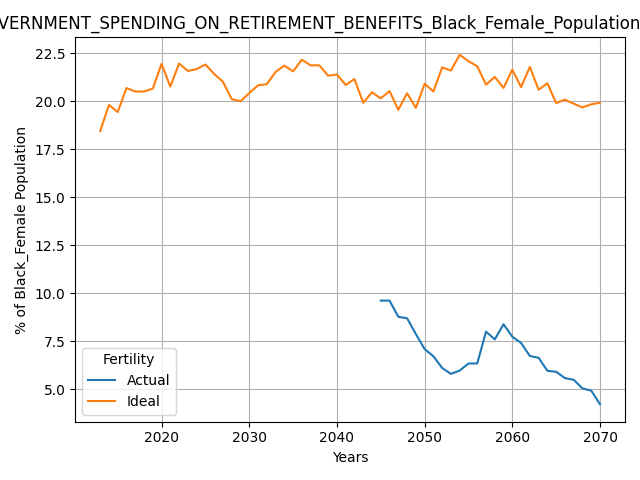 VERNMENT_SPENDING_ON_RETIREMENT_BENEFITS_Black_Female_Population
% of Black_Female Population
22.5
20.0
17.5
15.0
12.5
10.0
7.5
5.0
Fertility
Actual
Ideal
2020 2030 2040 2050 2060 2070
Years